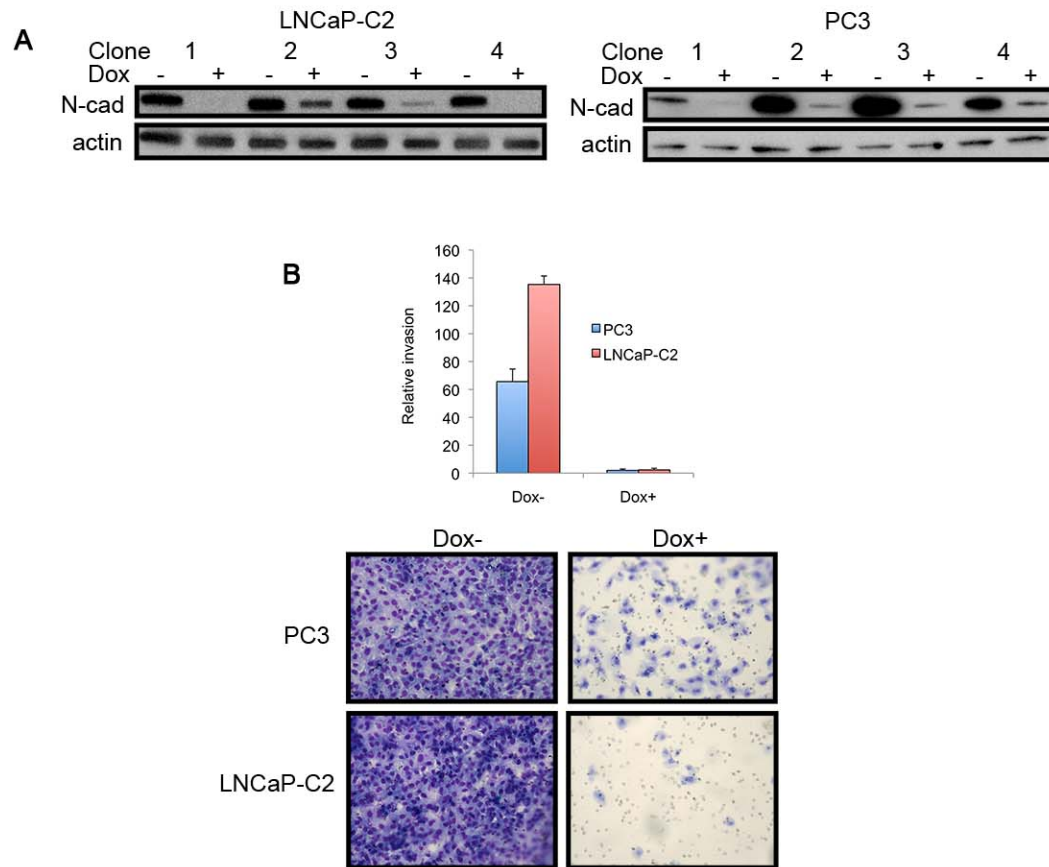 A
LNCaP-C2
Clone 1 2 3 4
Dox - + - + - + - +
N-cad
actin
PC3
Clone 1 2 3 4
Dox - + - + - + - +
N-cad
actin
B
160
140
120
100
80
60
40
20
0
Relative invasion
Dox- Dox+
PC3
LNCaP-C2
Dox- Dox+
PC3
LNCaP-C2